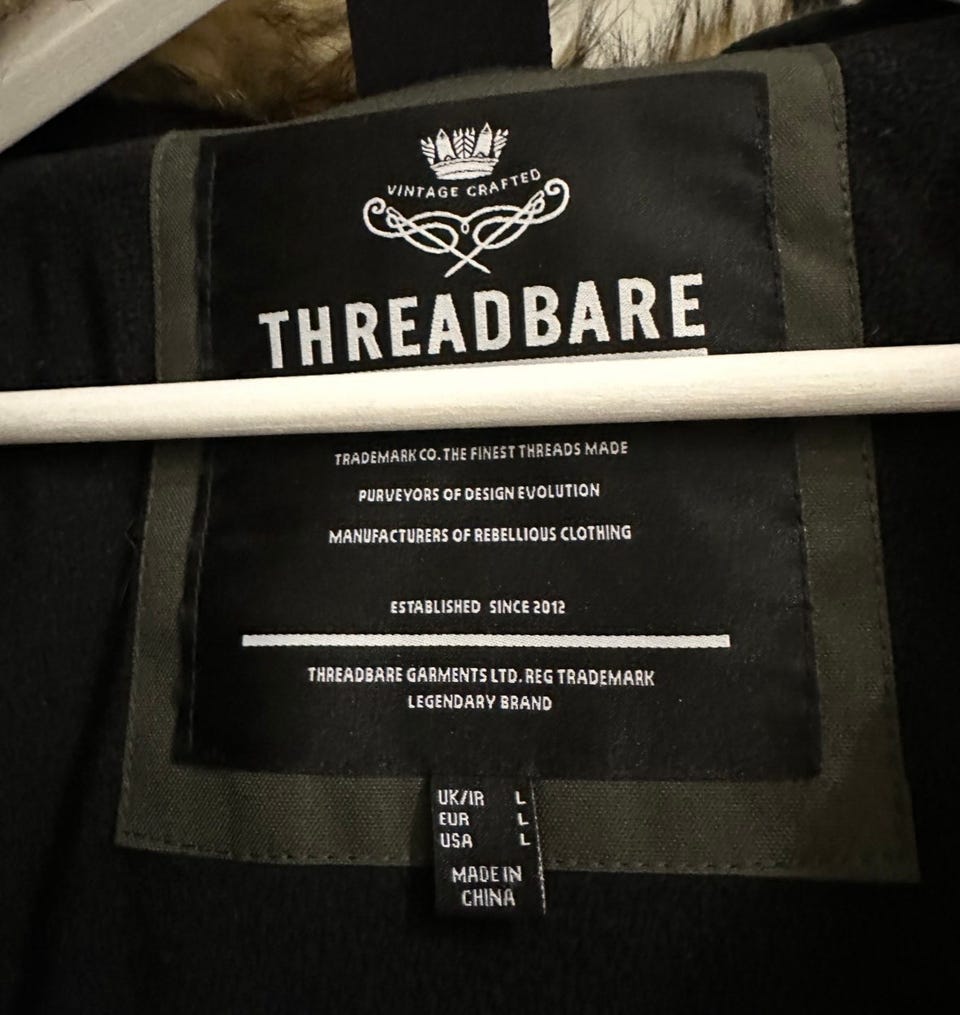 VINTAGE CRAFTED
THREADBARE
TRADEMARK CO. THE FINEST THREADS MADE
PURVEYORS OF DESIGN EVOLUTION
MANUFACTURERS OF REBELLIOUS CLOTHING
ESTABLISHED SINCE 2012
THREADBARE GARMENTS LTD. REG TRADEMARK
LEGENDARY BRAND
UK/IR L
EUR L
USA L
MADE IN
CHINA